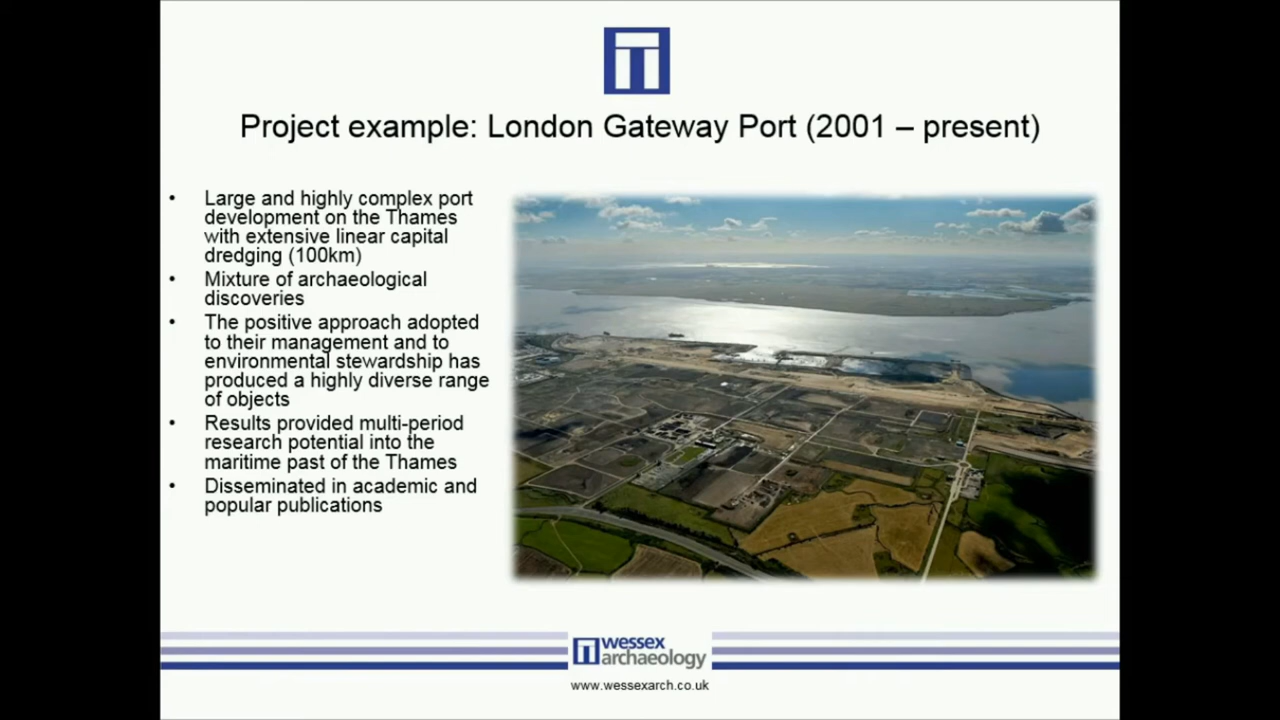 Project example: London Gateway Port (2001 – present)
• Large and highly complex port
development on the Thames
with extensive linear capital
dredging (100km)
• Mixture of archaeological
discoveries
• The positive approach adopted
to their management and to
environmental stewardship has
produced a highly diverse range
of objects
• Results provided multi-period
research potential into the
maritime past of the Thames
• Disseminated in academic and
popular publications
wessex
archaeology
www.wessexarch.co.uk